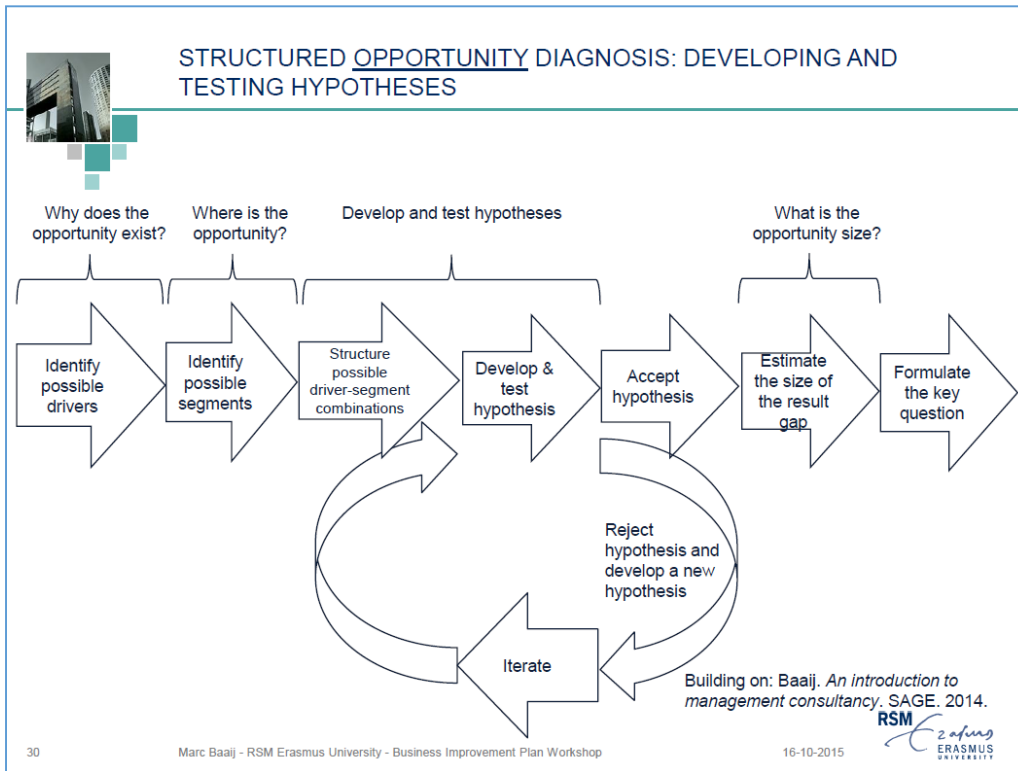 STRUCTURED OPPORTUNITY DIAGNOSIS: DEVELOPING AND
TESTING HYPOTHESES
Why does the
opportunity exist?
Where is the
opportunity?
Develop and test hypotheses
What is the
opportunity size?
Identify
possible
drivers
Identify
possible
segments
Structure
possible
driver-segment
combinations
Develop &
test
hypothesis
Accept
hypothesis
Estimate
the size of
the result
gap
Formulate
the key
question
Reject
hypothesis and
develop a new
hypothesis
Iterate
Building on: Baaij. An introduction to
management consultancy. SAGE. 2014.
RSM
Erasmus
ERASMUS
UNIVERSITY
30
Marc Baaij - RSM Erasmus University - Business Improvement Plan Workshop
16-10-2015